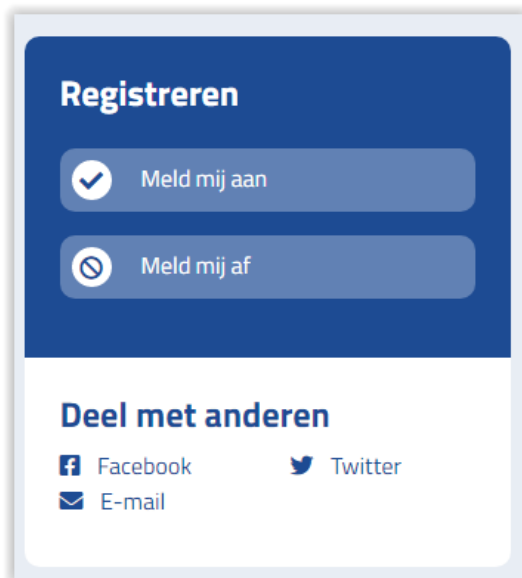 Registreren
Meld mij aan
Meld mij af
Deel met anderen
Facebook Twitter
E-mail